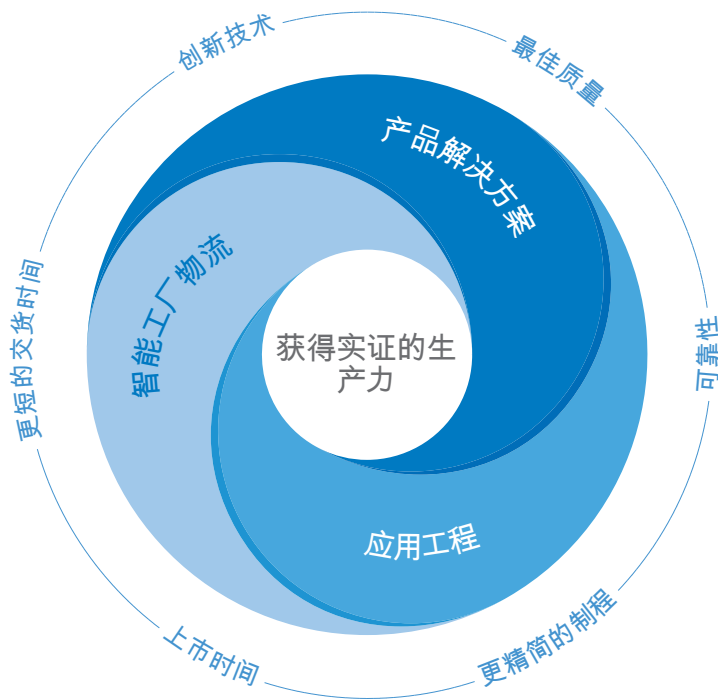 创新技术
最佳质量
产品解决方案
智能工厂物流
更短的交货时间
获得实证的生
产力
可靠性
应用工程
更精简的制程
上市时间